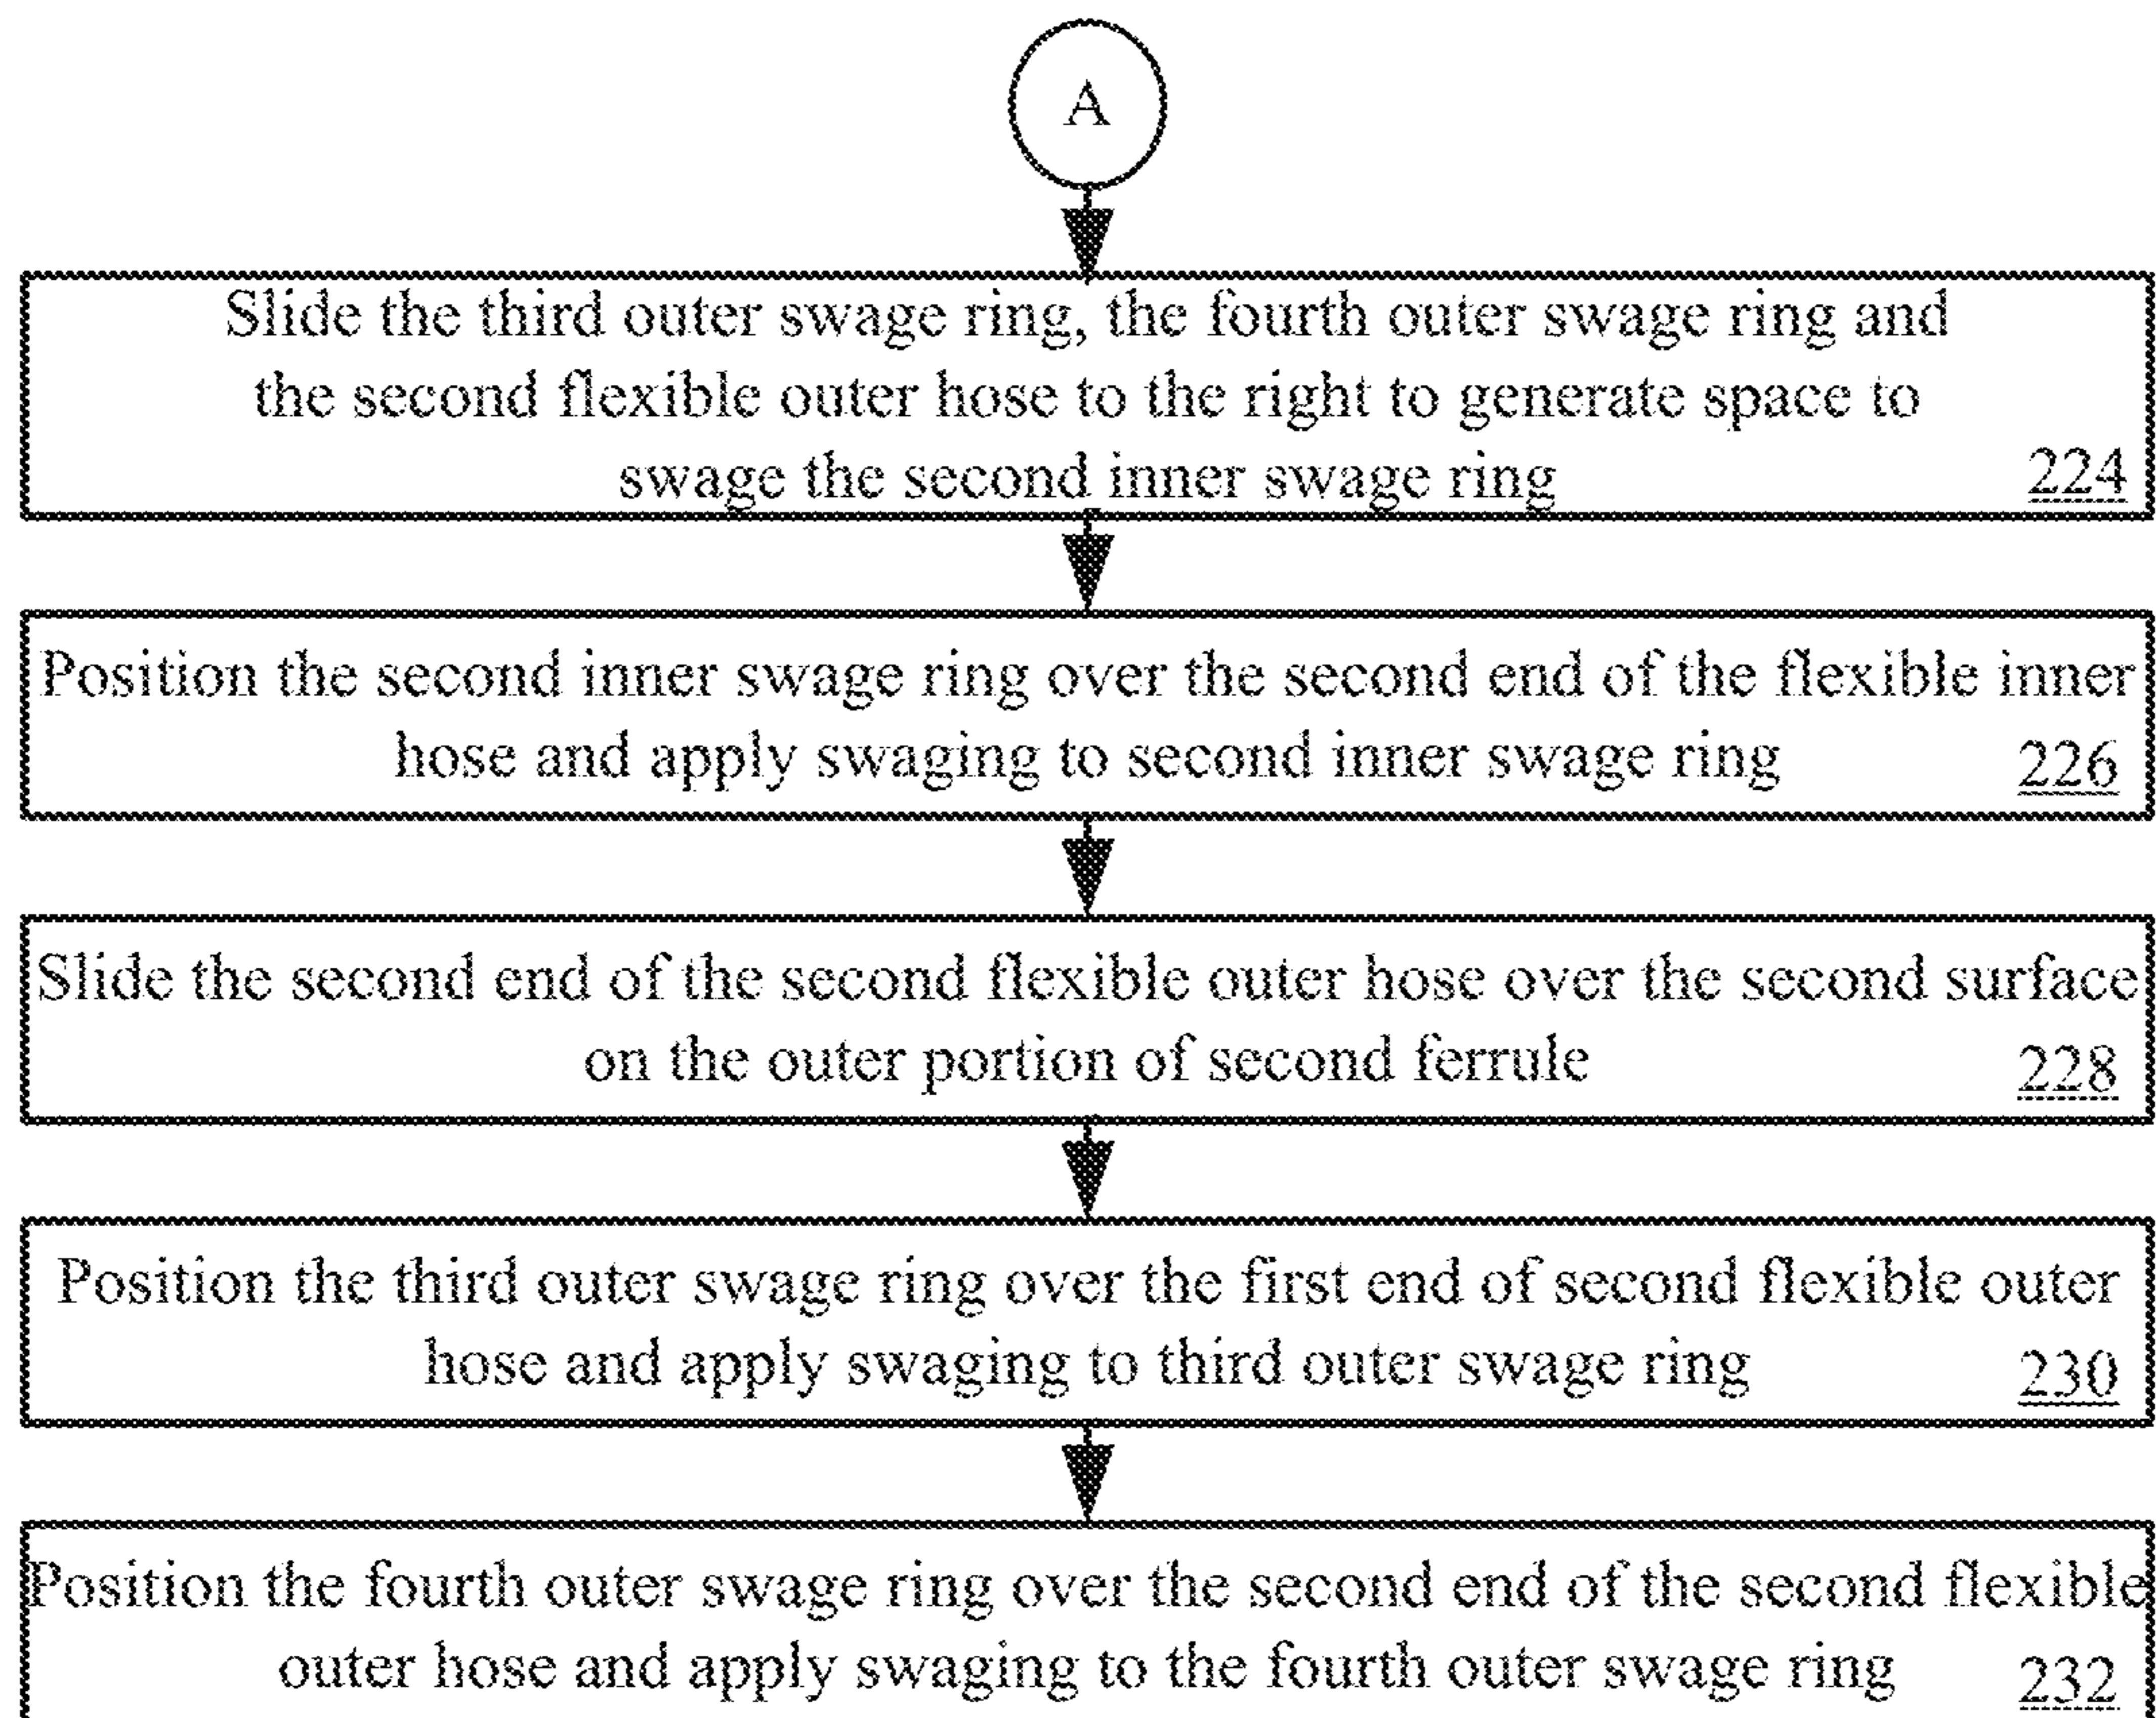 A
Slide the third outer swage ring, the fourth outer swage ring and
the second flexible outer hose to the right to generate space to
swage the second inner swage ring 224
Position the second inner swage ring over the second end of the flexible inner
hose and apply swaging to second inner swage ring 226
Slide the second end of the second flexible outer hose over the second surface
on the outer portion of second ferrule 228
Position the third outer swage ring over the first end of second flexible outer
hose and apply swaging to third outer swage ring 230
Position the fourth outer swage ring over the second end of the second flexible
outer hose and apply swaging to the fourth outer swage ring 232